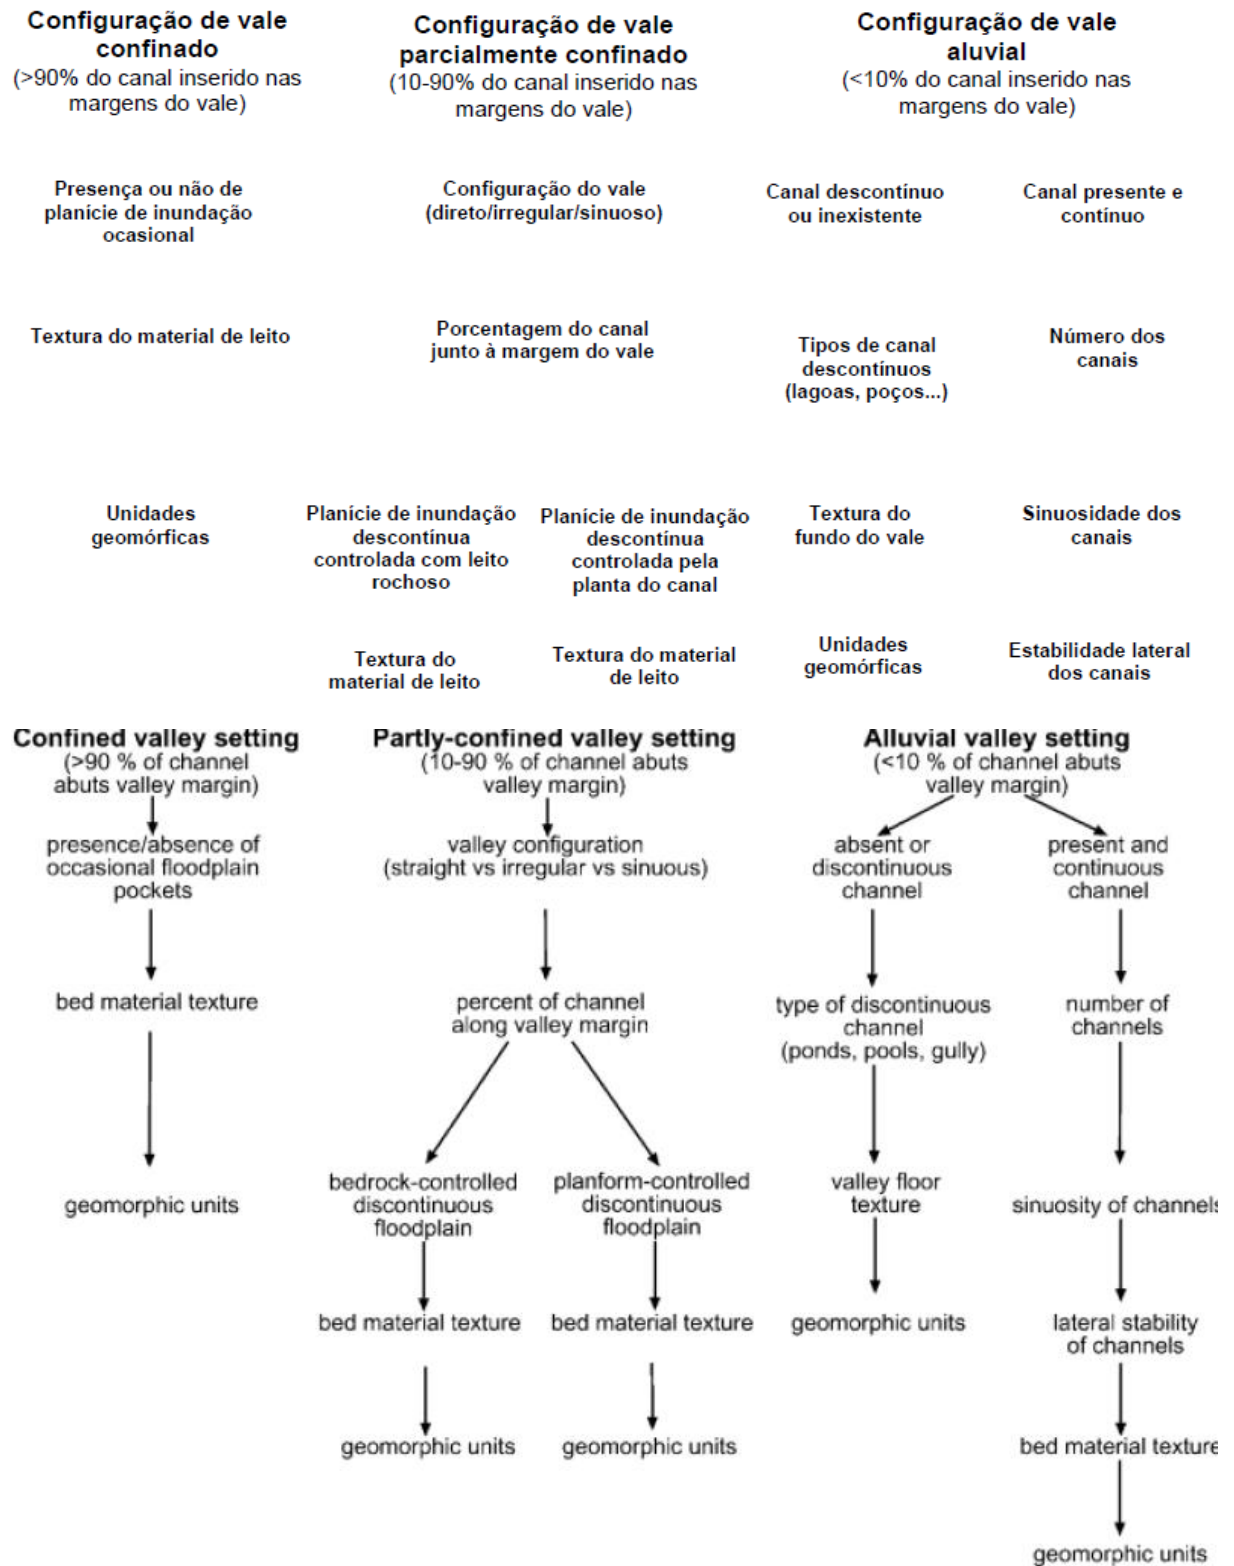 Configuração de vale
confinado
(>90% do canal inserido nas
margens do vale)
Configuração de vale
parcialmente confinado
(10-90% do canal inserido nas
margens do vale)
Configuração de vale
aluvial
(<10% do canal inserido nas
margens do vale)
Presença ou não de
planície de inundação
ocasional
Configuração do vale
(direto/irregular/sinuoso)
Canal descontínuo
ou inexistente
Canal presente e
contínuo
Textura do material de leito
Porcentagem do canal
junto à margem do vale
Tipos de canal
descontínuos
(lagoas, poços...)
Número dos
canais
Unidades
geomórficas
Planície de inundação
descontínua
controlada com leito
rochoso
Planície de inundação
descontínua
controlada pela
planta do canal
Textura do
fundo do vale
Sinuosidade dos
canais
Textura do
material de leito
Textura do material
de leito
Unidades
geomórficas
Estabilidade lateral
dos canais
Confined valley setting
(>90 % of channel
abuts valley margin)
Partly-confined valley setting
(10-90 % of channel abuts
valley margin)
Alluvial valley setting
(<10 % of channel abuts
valley margin)
presence/absence of
occasional floodplain
pockets
valley configuration
(straight vs irregular vs sinuous)
absent or
discontinuous
channel
present and
continuous
channel
bed material texture
percent of channel
along valley margin
type of discontinuous
channel
(ponds, pools, gully)
number of
channels
geomorphic units
bedrock-controlled
discontinuous
floodplain
planform-controlled
discontinuous
floodplain
valley floor
texture
sinuosity of channels
bed material texture
bed material texture
geomorphic units
lateral stability
of channels
geomorphic units
geomorphic units
bed material texture
geomorphic units